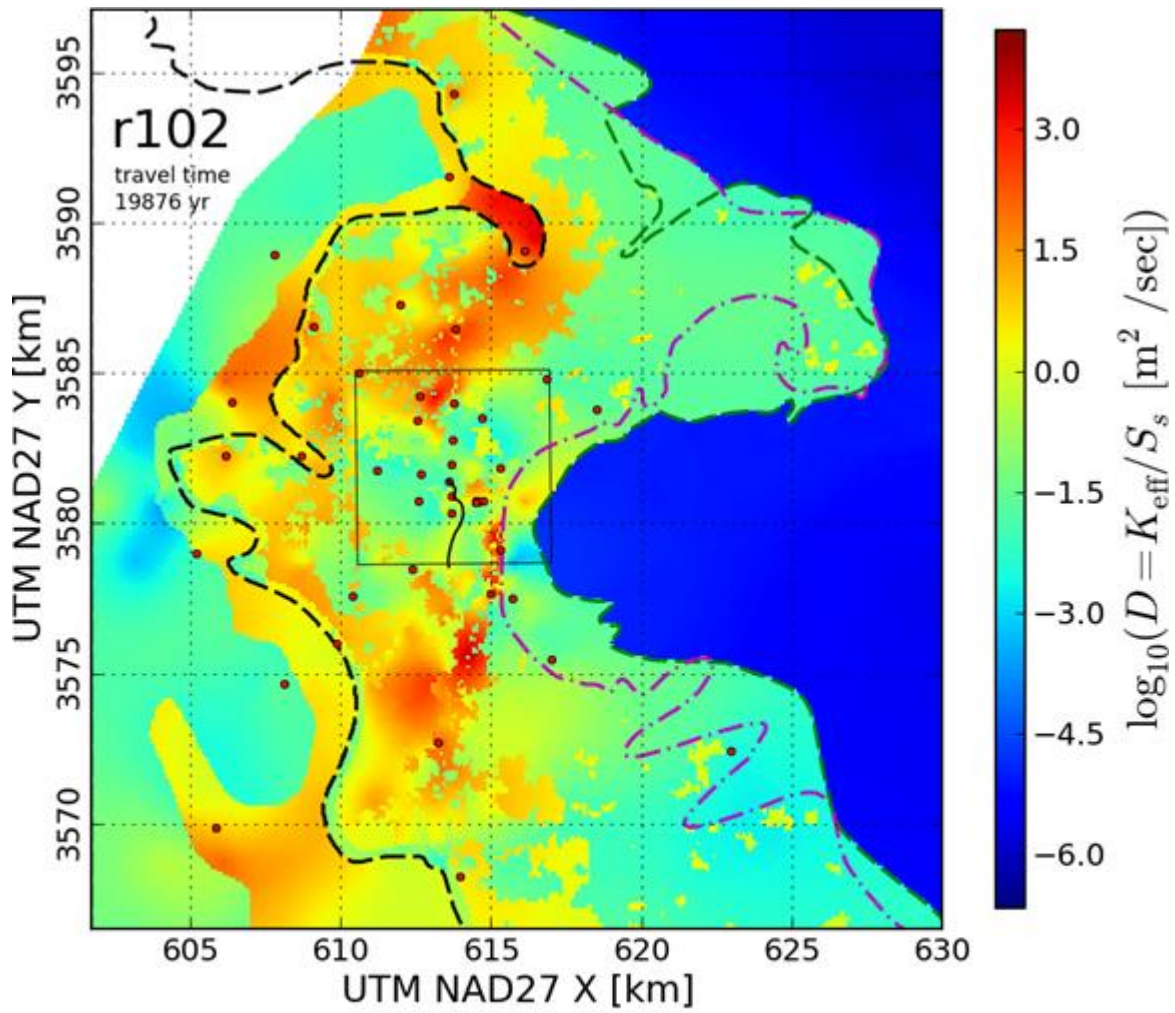 r102
travel time
19876 yr
3595
3590
3585
3580
3575
3570
UTM NAD27 Y [km]
605 610 615 620 625 630
UTM NAD27 X [km]
3.0
1.5
0.0
−1.5
−3.0
−4.5
−6.0
log₁₀(D = K_eff/S_s [m² /sec])